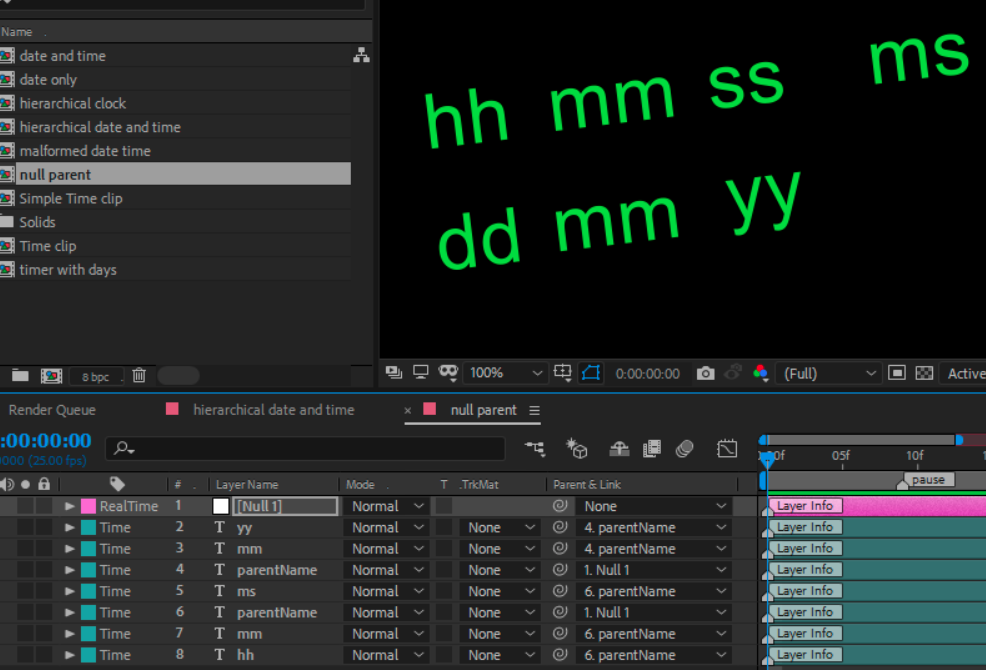 Name
date and time
date only
hierarchical clock
hierarchical date and time
malformed date time
null parent
Simple Time clip
Solids
Time clip
timer with days
8 bpc
hh mm ss ms
dd mm yy
100% 0:00:00:00 (Full) Active
Render Queue hierarchical date and time × null parent
:00:00:00
0000 (25.00 fps)
05f 10f
pause
# Layer Name Mode T .TrkMat Parent & Link
RealTime 1 [Null 1] Normal None Layer Info
Time 2 T yy Normal None 4. parentName Layer Info
Time 3 T mm Normal None 4. parentName Layer Info
Time 4 T parentName Normal None 1. Null 1 Layer Info
Time 5 T ms Normal None 6. parentName Layer Info
Time 6 T parentName Normal None 1. Null 1 Layer Info
Time 7 T mm Normal None 6. parentName Layer Info
Time 8 T hh Normal None 6. parentName Layer Info